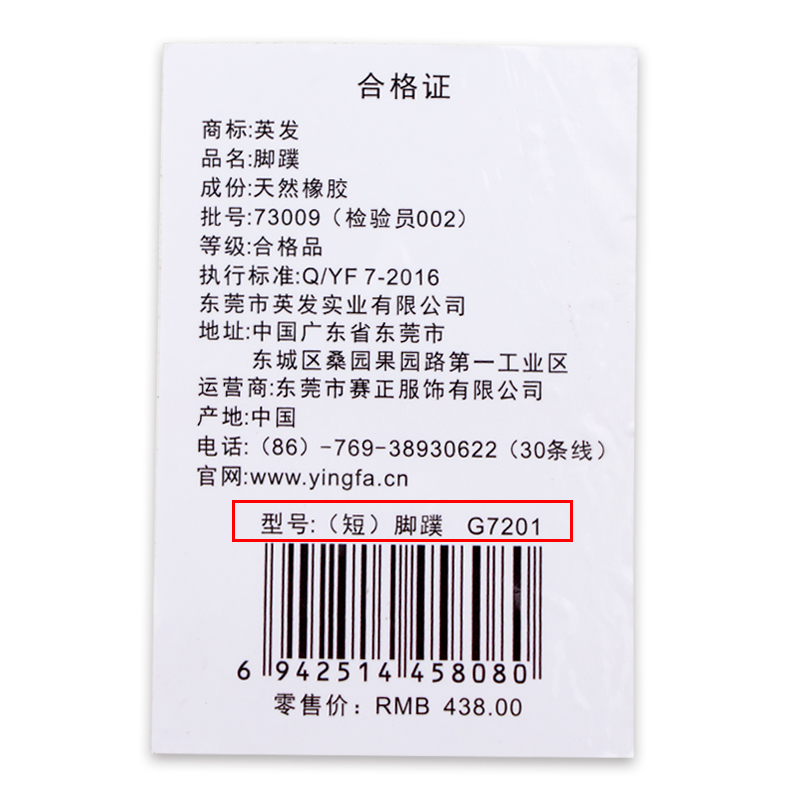 合格证
商标:英发
品名:脚蹼
成份:天然橡胶
批号:73009（检验员002）
等级:合格品
执行标准:Q/YF 7-2016
东莞市英发实业有限公司
地址:中国广东省东莞市
东城区桑园果园路第一工业区
运营商:东莞市赛正服饰有限公司
产地:中国
电话:（86）-769-38930622（30条线）
官网:www.yingfa.cn
型号:（短）脚蹼 G7201
6 942514 458080
零售价：RMB 438.00